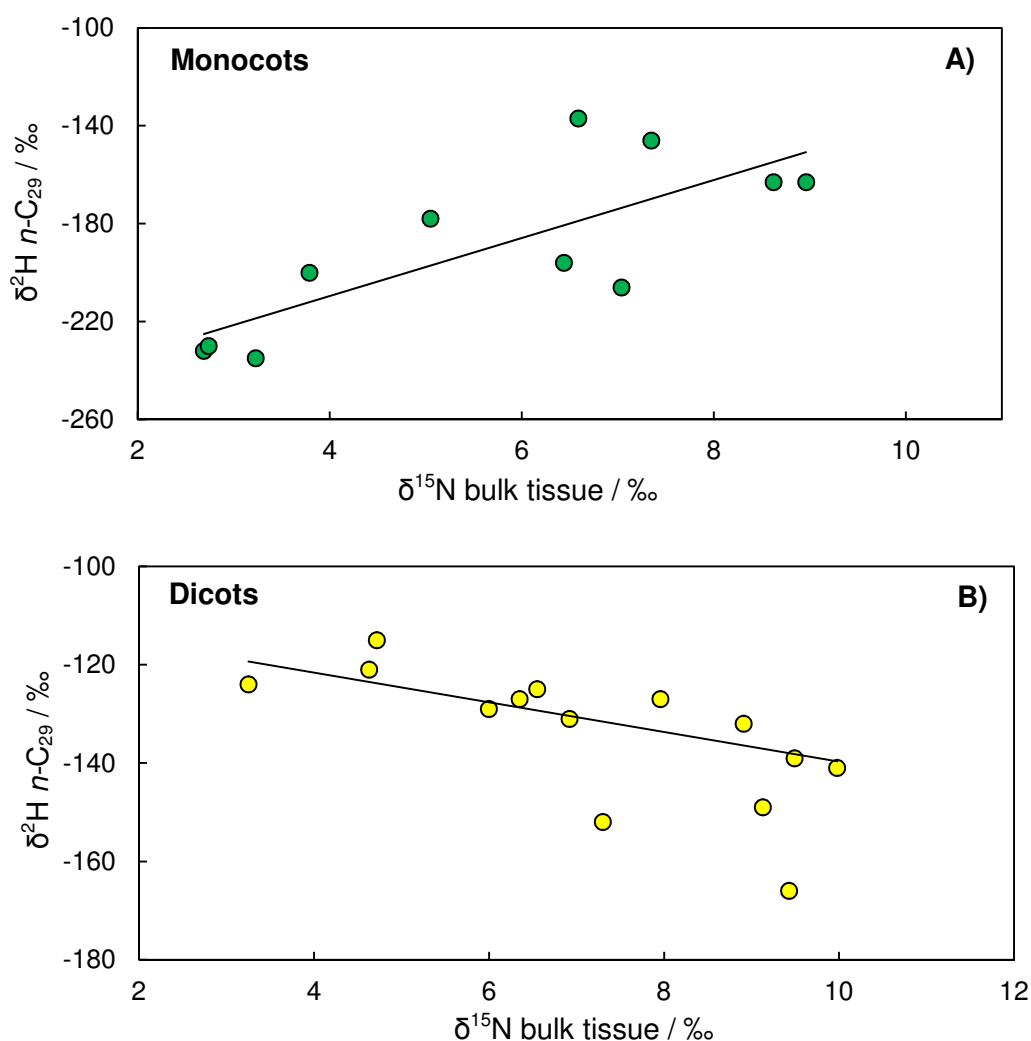 Monocots
A)
-100
-140
-180
-220
-260
δ²H n-C₂₉ / ‰
2 4 6 8 10
δ¹⁵N bulk tissue / ‰
Dicots
B)
-100
-120
-140
-160
-180
δ²H n-C₂₉ / ‰
2 4 6 8 10 12
δ¹⁵N bulk tissue / ‰